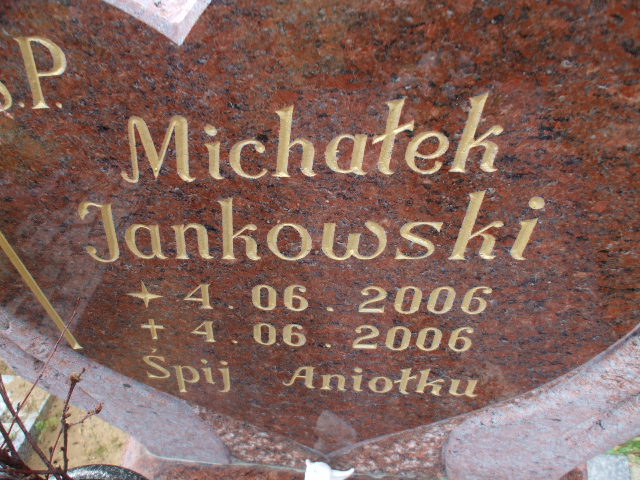 Ś.P.
Michałek
Jankowski
✶ 4. 06. 2006
✝ 4. 06. 2006
Śpij Aniołku